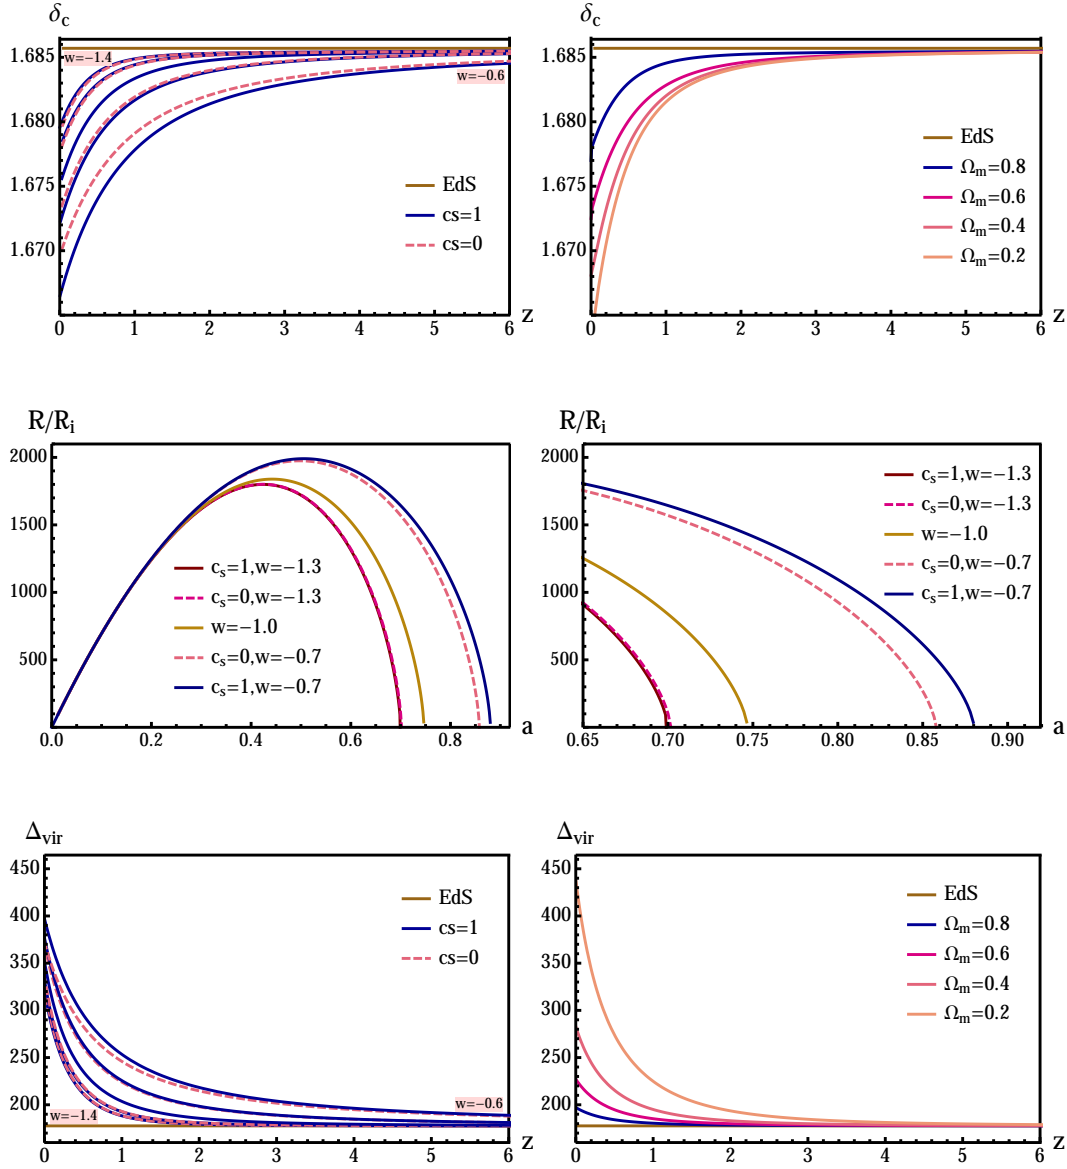 δc
1.685
1.680
1.675
1.670
w=−1.4
w=−0.6
EdS
cs=1
cs=0
0 1 2 3 4 5 6 z
δc
1.685
1.680
1.675
1.670
EdS
Ωm=0.8
Ωm=0.6
Ωm=0.4
Ωm=0.2
0 1 2 3 4 5 6 z
R/Ri
2000
1500
1000
500
cs=1,w=−1.3
cs=0,w=−1.3
w=−1.0
cs=0,w=−0.7
cs=1,w=−0.7
0.0 0.2 0.4 0.6 0.8 a
R/Ri
2000
1500
1000
500
cs=1,w=−1.3
cs=0,w=−1.3
w=−1.0
cs=0,w=−0.7
cs=1,w=−0.7
0.65 0.70 0.75 0.80 0.85 0.90 a
Δvir
450
400
350
300
250
200
150
EdS
cs=1
cs=0
w=−0.6
w=−1.4
0 1 2 3 4 5 6 z
Δvir
450
400
350
300
250
200
150
EdS
Ωm=0.8
Ωm=0.6
Ωm=0.4
Ωm=0.2
0 1 2 3 4 5 6 z